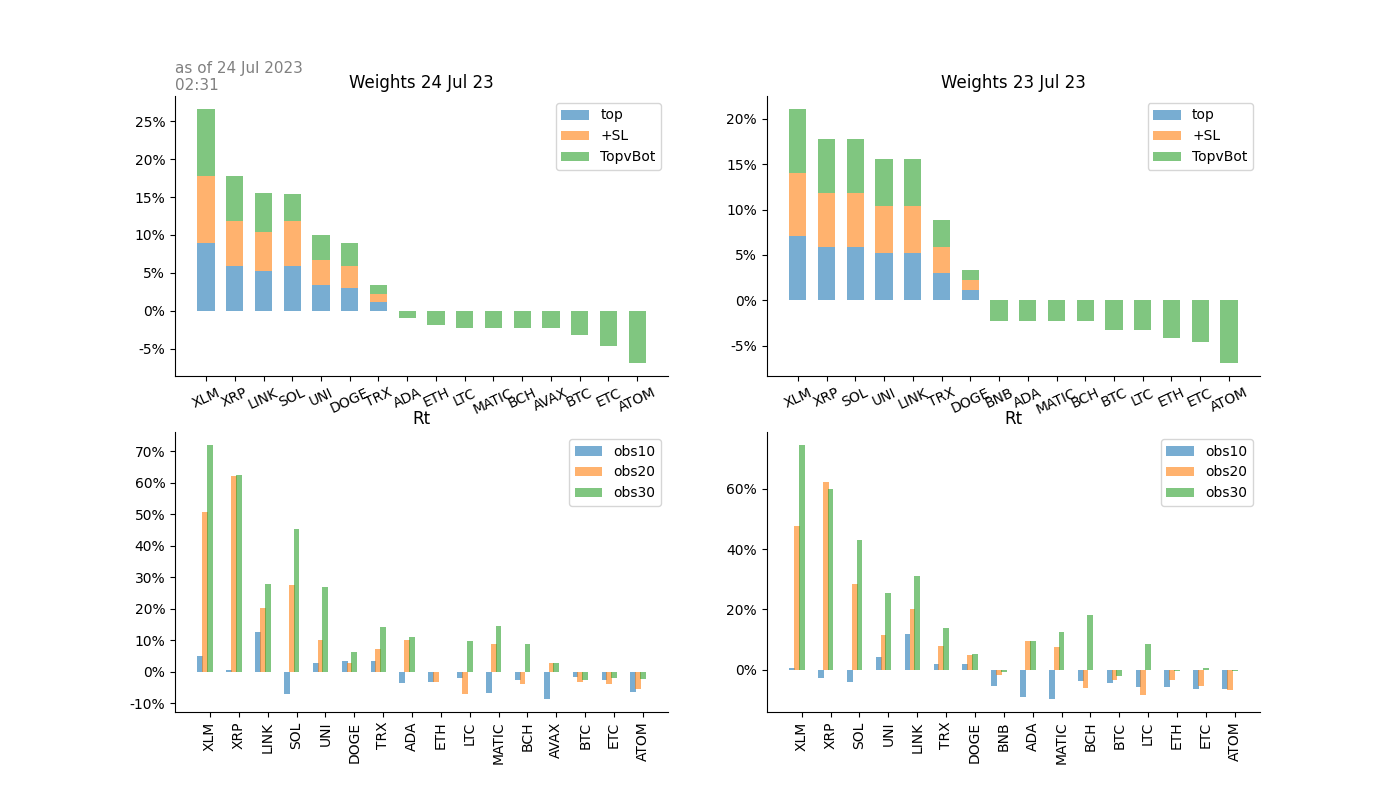 as of 24 Jul 2023
02:31
Weights 24 Jul 23
25%
20%
15%
10%
5%
0%
-5%
top
+SL
TopvBot
XLM XRP LINK SOL UNI DOGE TRX ADA ETH LTC MATIC BCH AVAX BTC ETC ATOM
Weights 23 Jul 23
20%
15%
10%
5%
0%
-5%
top
+SL
TopvBot
XLM XRP SOL UNI LINK TRX DOGE BNB ADA MATIC BCH BTC LTC ETH ETC ATOM
Rt
70%
60%
50%
40%
30%
20%
10%
0%
-10%
obs10
obs20
obs30
XLM XRP LINK SOL UNI DOGE TRX ADA ETH LTC MATIC BCH AVAX BTC ETC ATOM
Rt
60%
40%
20%
0%
obs10
obs20
obs30
XLM XRP SOL UNI LINK TRX DOGE BNB ADA MATIC BCH BTC LTC ETH ETC ATOM